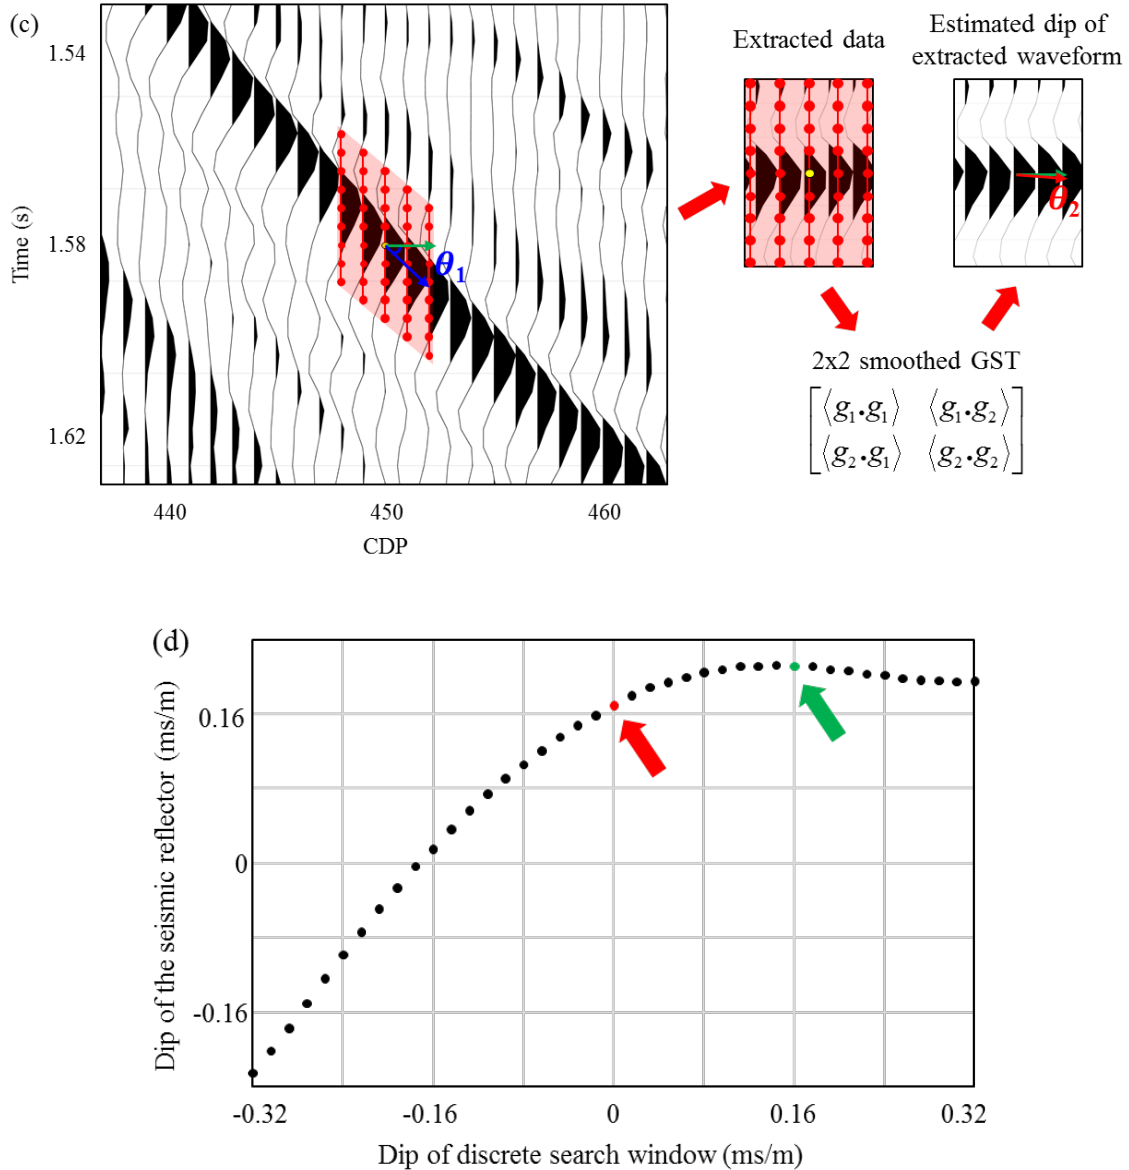 (c)
1.54
1.58
1.62
Time (s)
440
450
460
CDP
θ1
Extracted data
Estimated dip of
extracted waveform
θ2
2x2 smoothed GST
⟨g1•g1⟩ ⟨g1•g2⟩
⟨g2•g1⟩ ⟨g2•g2⟩
(d)
0.16
0
-0.16
Dip of the seismic reflector (ms/m)
-0.32
-0.16
0
0.16
0.32
Dip of discrete search window (ms/m)